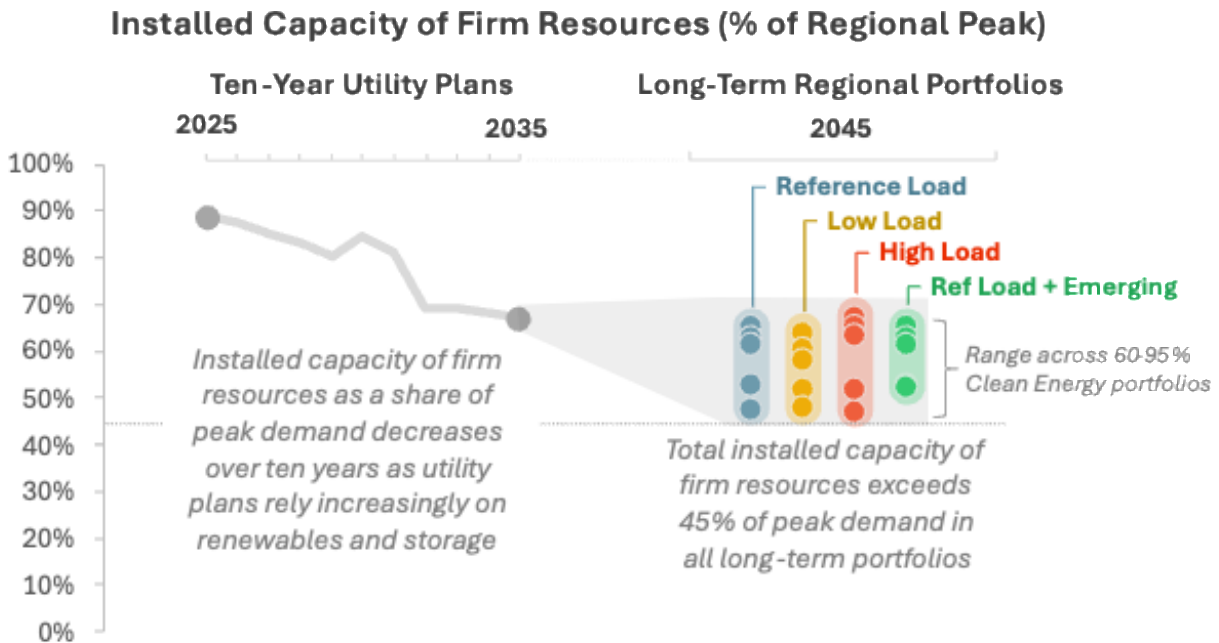 Installed Capacity of Firm Resources (% of Regional Peak)
Ten-Year Utility Plans
Long-Term Regional Portfolios
2025
2035
2045
100%
90%
80%
70%
60%
50%
40%
30%
20%
10%
0%
Reference Load
Low Load
High Load
Ref Load + Emerging
Range across 60-95%
Clean Energy portfolios
Installed capacity of firm
resources as a share of
peak demand decreases
over ten years as utility
plans rely increasingly on
renewables and storage
Total installed capacity of
firm resources exceeds
45% of peak demand in
all long-term portfolios